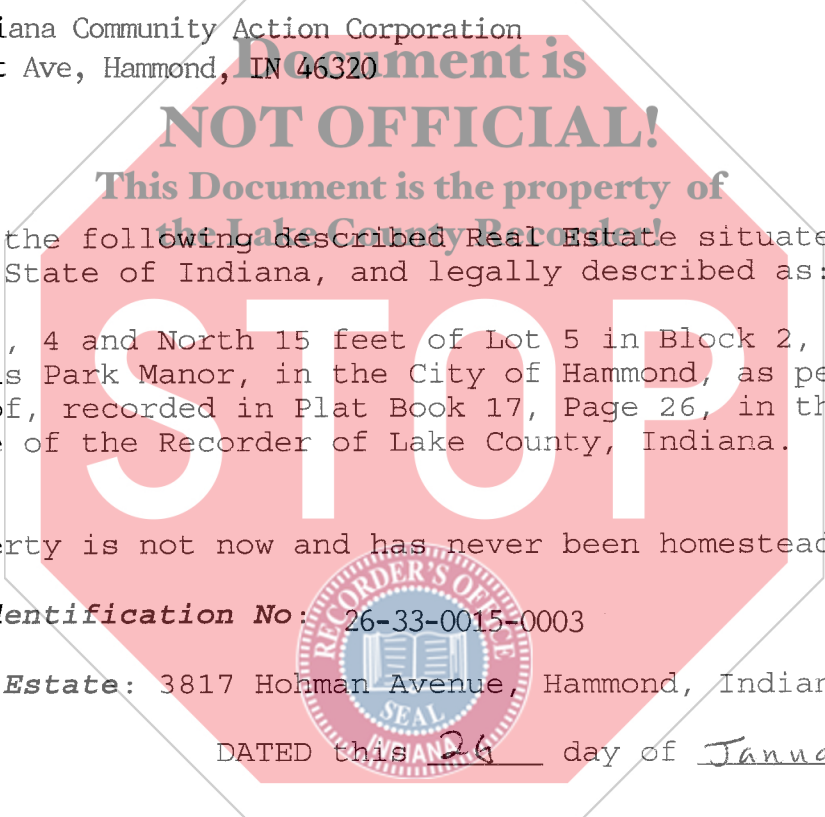 iana Community Action Corporation
t Ave, Hammond, IN 46320
Document is
NOT OFFICIAL!
This Document is the property of
the Lake County Recorder!
the following described Real Estate situate
State of Indiana, and legally described as:
, 4 and North 15 feet of Lot 5 in Block 2,
s Park Manor, in the City of Hammond, as pe
of, recorded in Plat Book 17, Page 26, in th
e of the Recorder of Lake County, Indiana.
STOP
erty is not now and has never been homestead
dentification No: 26-33-0015-0003
Estate: 3817 Hohman Avenue, Hammond, Indian
RECORDER'S OFFICE
SEAL
INDIANA
DATED this 26 day of Janua